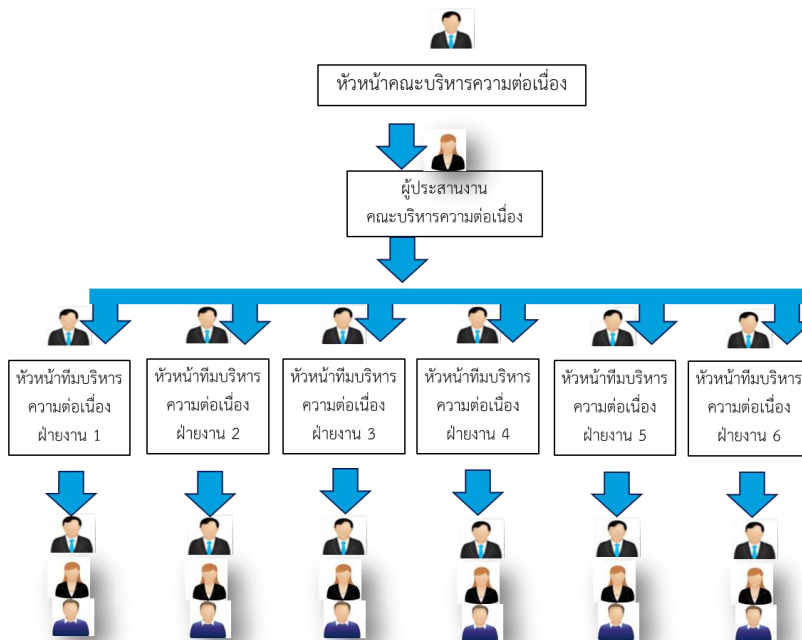 หัวหน้าคณะบริหารความต่อเนื่อง
ผู้ประสานงาน
คณะบริหารความต่อเนื่อง
หัวหน้าทีมบริหาร
ความต่อเนื่อง
ฝ่ายงาน 1
หัวหน้าทีมบริหาร
ความต่อเนื่อง
ฝ่ายงาน 2
หัวหน้าทีมบริหาร
ความต่อเนื่อง
ฝ่ายงาน 3
หัวหน้าทีมบริหาร
ความต่อเนื่อง
ฝ่ายงาน 4
หัวหน้าทีมบริหาร
ความต่อเนื่อง
ฝ่ายงาน 5
หัวหน้าทีมบริหาร
ความต่อเนื่อง
ฝ่ายงาน 6